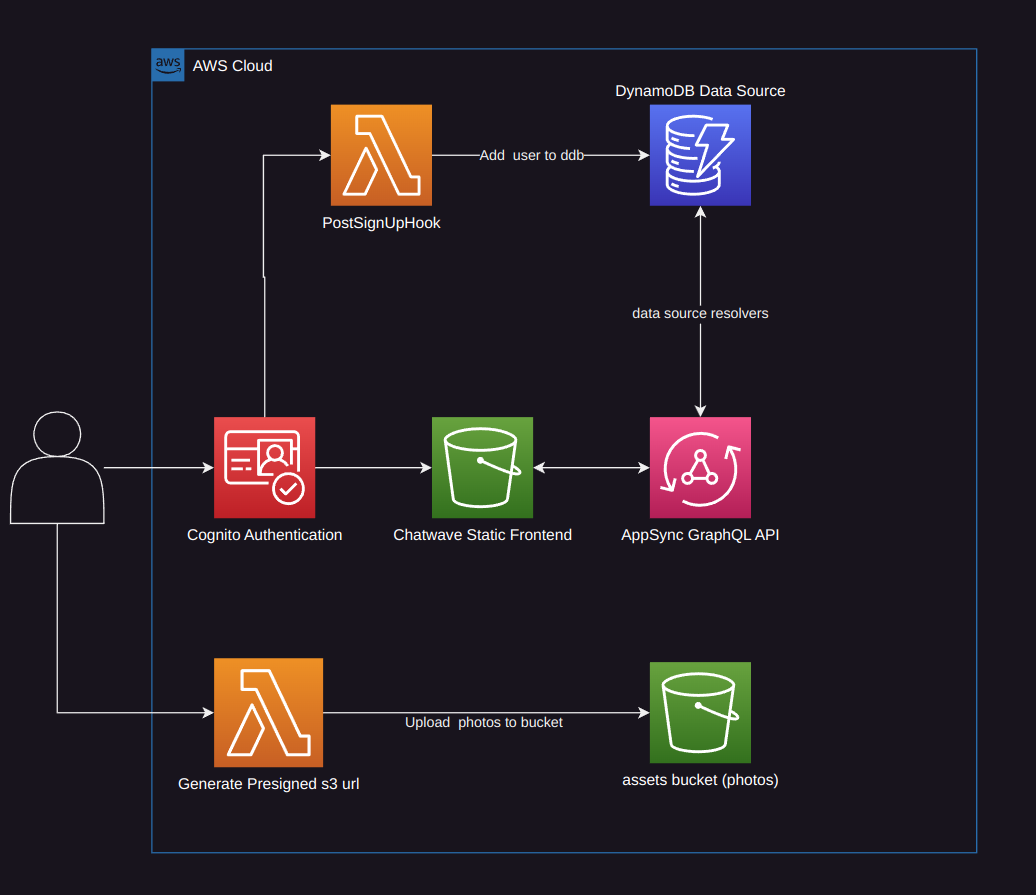 aws
AWS Cloud
DynamoDB Data Source
Add  user to ddb
PostSignUpHook
data source resolvers
Cognito Authentication
Chatwave Static Frontend
AppSync GraphQL API
Upload  photos to bucket
Generate Presigned s3 url
assets bucket (photos)